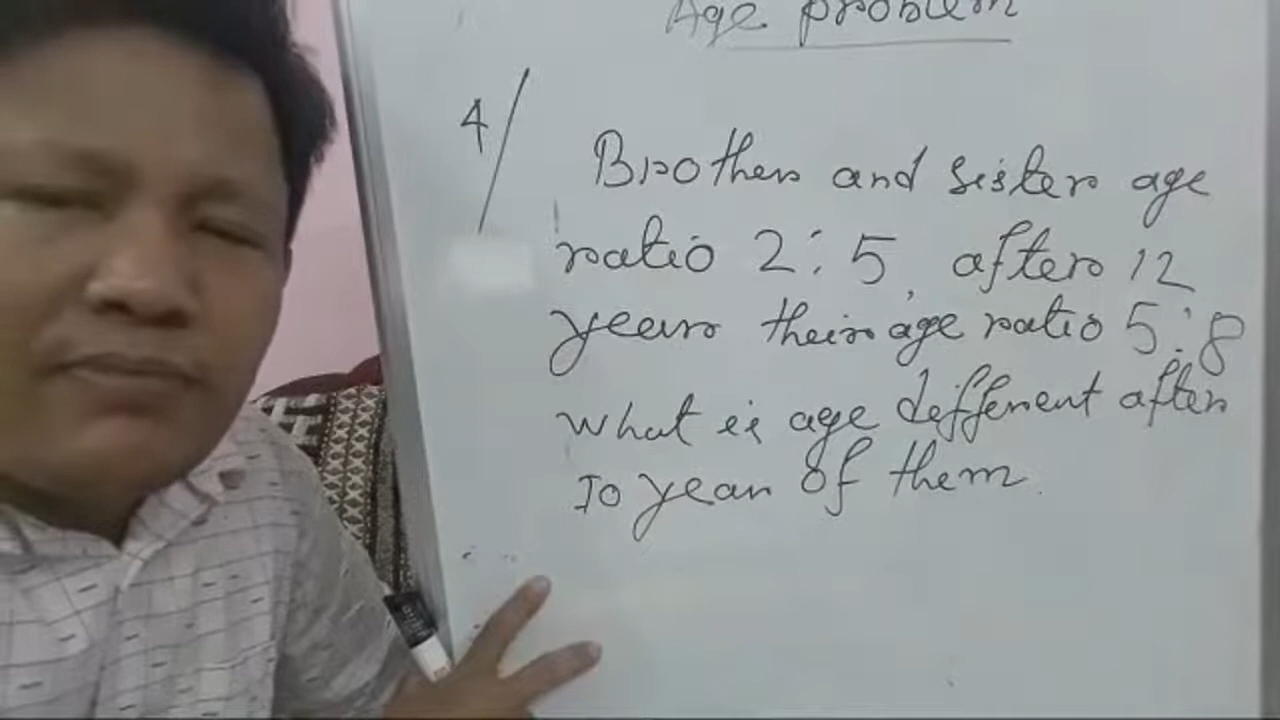 Age problem
4/
Brother and sister age
ratio 2:5, after 12
years their age ratio 5:8
what is age different after
10 year of them.